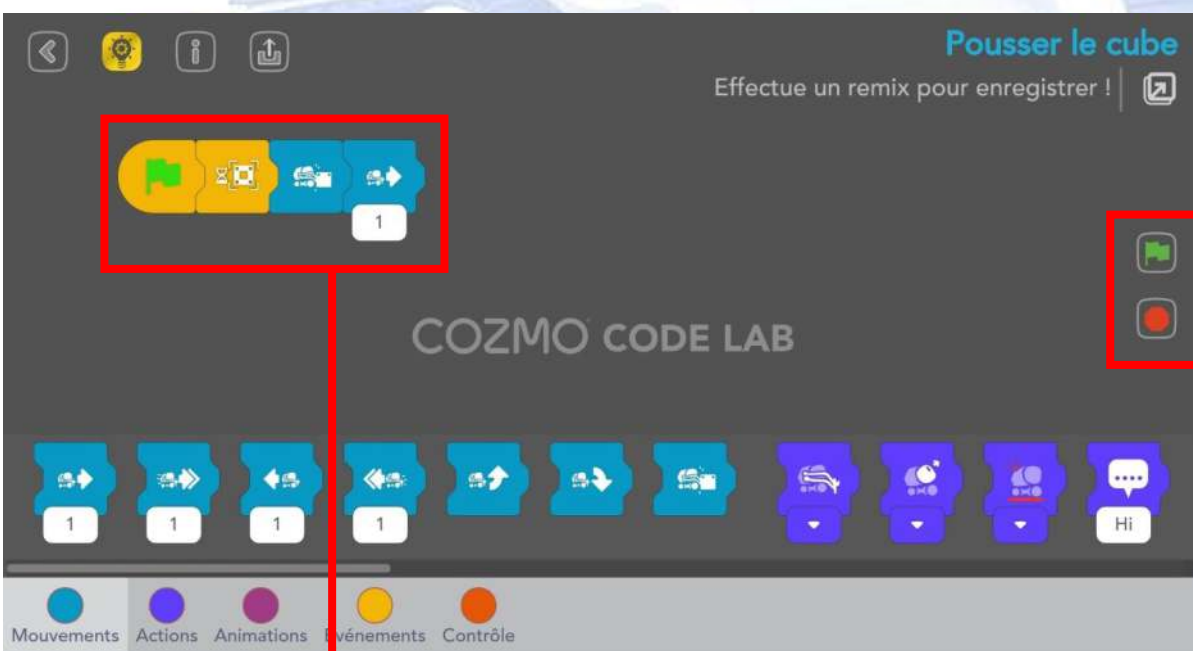 Pousser le cube
Effectue un remix pour enregistrer !
1
COZMO CODE LAB
1
1
1
1
Hi
Mouvements
Actions
Animations
Événements
Contrôle